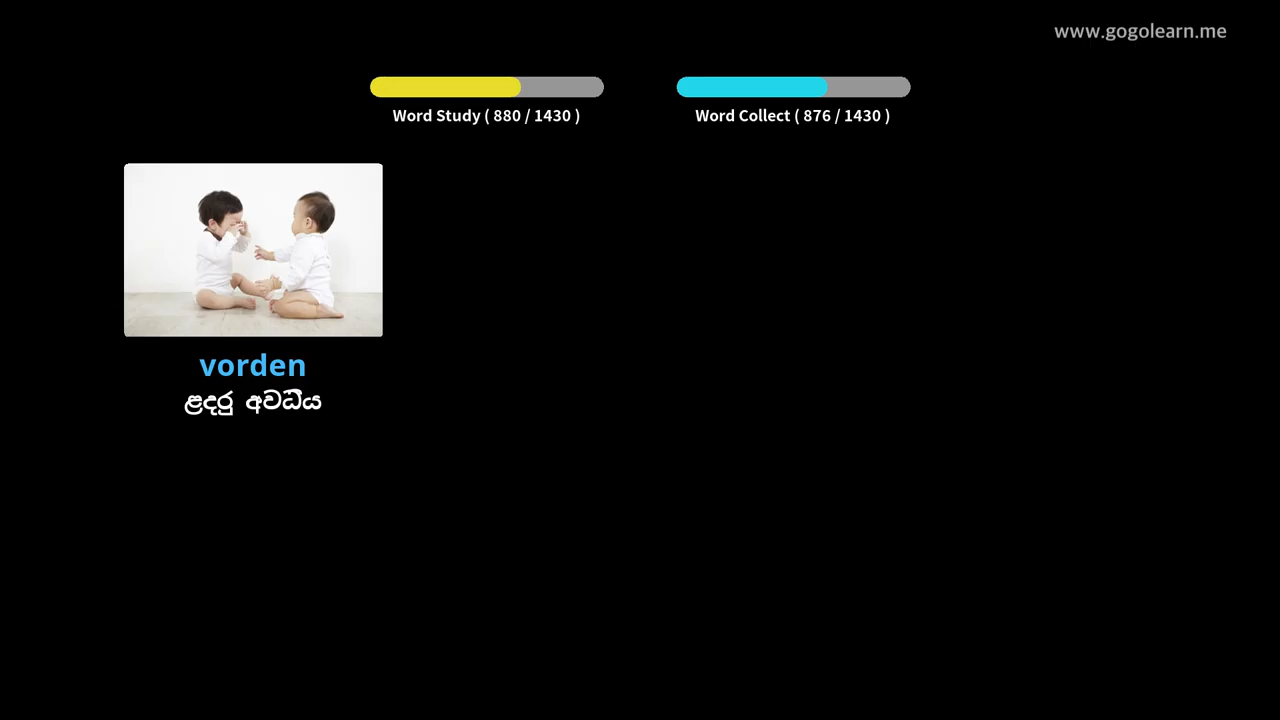 www.gogolearn.me
Word Study ( 880 / 1430 )
Word Collect ( 876 / 1430 )
vorden
ළදරු අවධිය